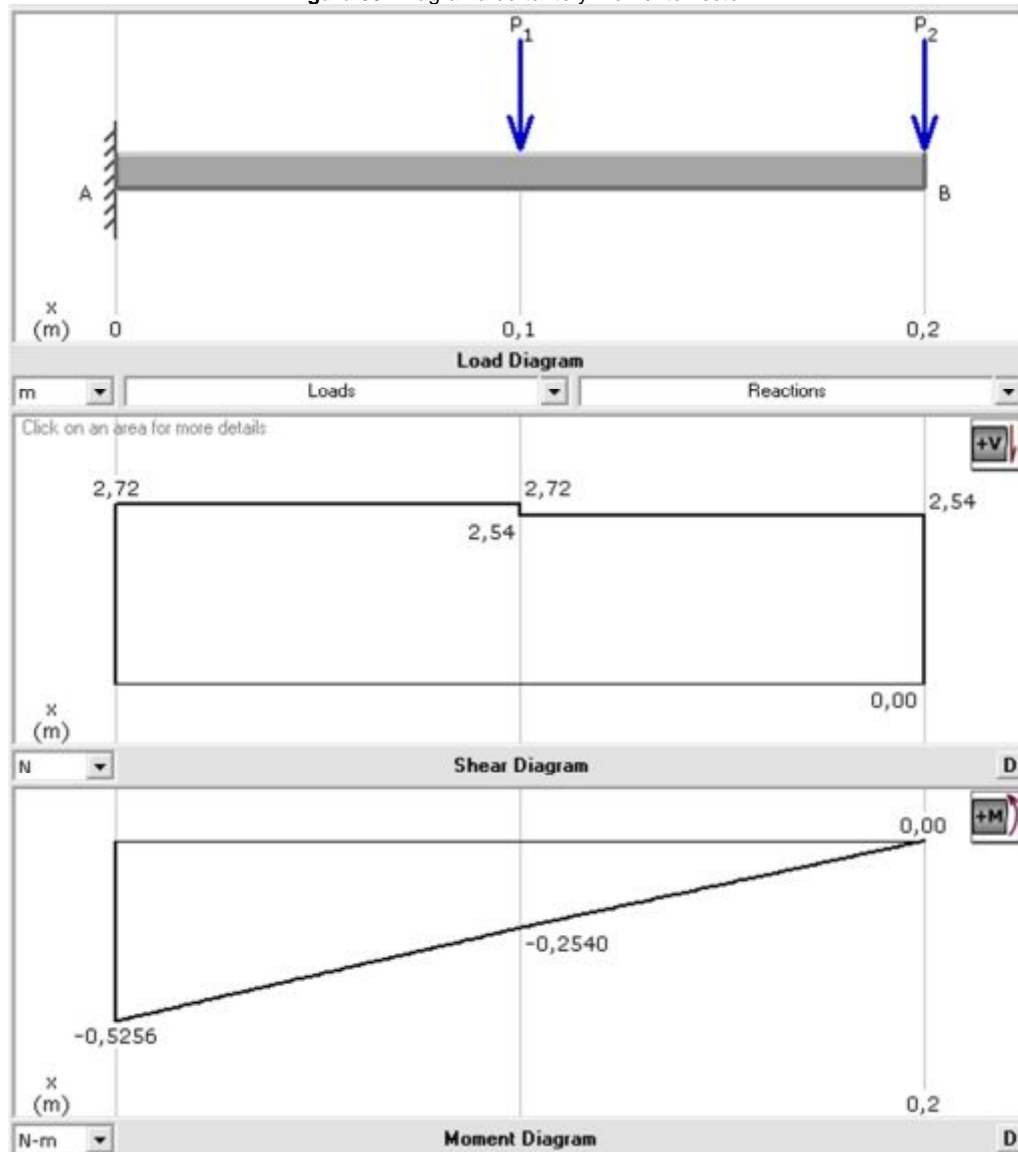 P1
P2
A
B
x
(m)
0
0,1
0,2
Load Diagram
m
Loads
Reactions
Click on an area for more details
+V
2,72
2,72
2,54
2,54
0,00
x
(m)
N
Shear Diagram
D
+M
0,00
-0,2540
-0,5256
x
(m)
0,2
N-m
Moment Diagram
D